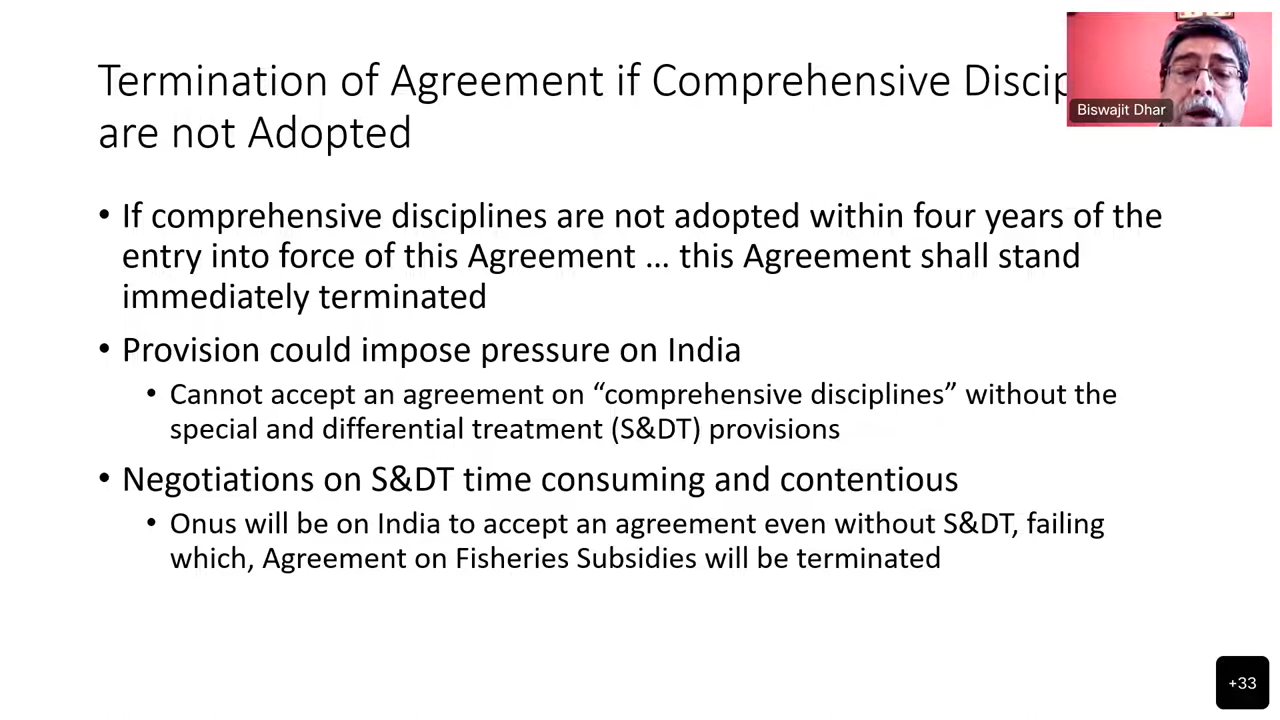 Termination of Agreement if Comprehensive Discip
are not Adopted
Biswajit Dhar
• If comprehensive disciplines are not adopted within four years of the
entry into force of this Agreement … this Agreement shall stand
immediately terminated
• Provision could impose pressure on India
• Cannot accept an agreement on “comprehensive disciplines” without the
special and differential treatment (S&DT) provisions
• Negotiations on S&DT time consuming and contentious
• Onus will be on India to accept an agreement even without S&DT, failing
which, Agreement on Fisheries Subsidies will be terminated
+33